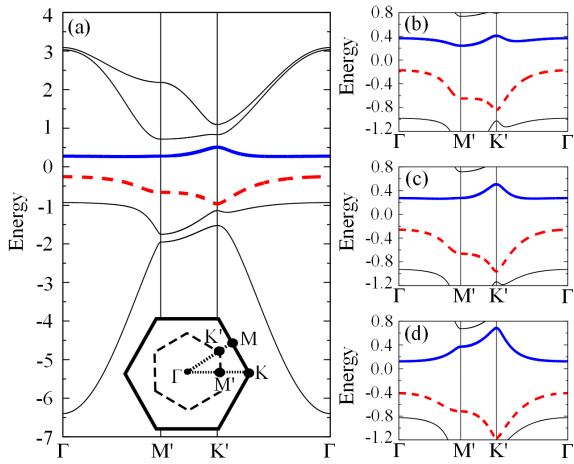 (a)
Energy
4
3
2
1
0
-1
-2
-3
-4
-5
-6
-7
Γ M' K' Γ
K' M
Γ
M' K
(b)
Energy
0.8
0.4
0.0
-0.4
-0.8
-1.2
Γ M' K' Γ
(c)
Energy
0.8
0.4
0.0
-0.4
-0.8
-1.2
Γ M' K' Γ
(d)
Energy
0.8
0.4
0.0
-0.4
-0.8
-1.2
Γ M' K' Γ